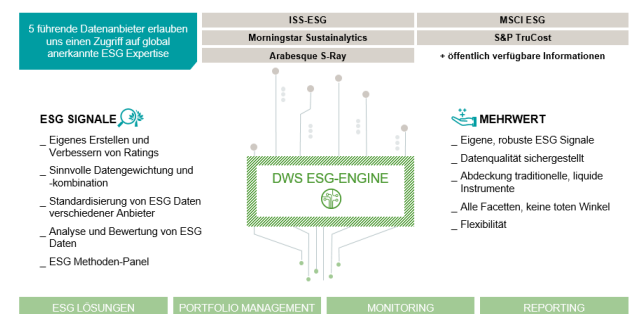 5 führende Datenanbieter erlauben
uns einen Zugriff auf global
anerkannte ESG Expertise
ISS-ESG
MSCI ESG
Morningstar Sustainalytics
S&P TruCost
Arabesque S-Ray
+ öffentlich verfügbare Informationen
ESG SIGNALE
_ Eigenes Erstellen und
Verbessern von Ratings
_ Sinnvolle Datengewichtung und
-kombination
_ Standardisierung von ESG Daten
verschiedener Anbieter
_ Analyse und Bewertung von ESG
Daten
_ ESG Methoden-Panel
DWS ESG-ENGINE
MEHRWERT
_ Eigene, robuste ESG Signale
_ Datenqualität sichergestellt
_ Abdeckung traditionelle, liquide
Instrumente
_ Alle Facetten, keine toten Winkel
_ Flexibilität
ESG LÖSUNGEN
PORTFOLIO MANAGEMENT
MONITORING
REPORTING